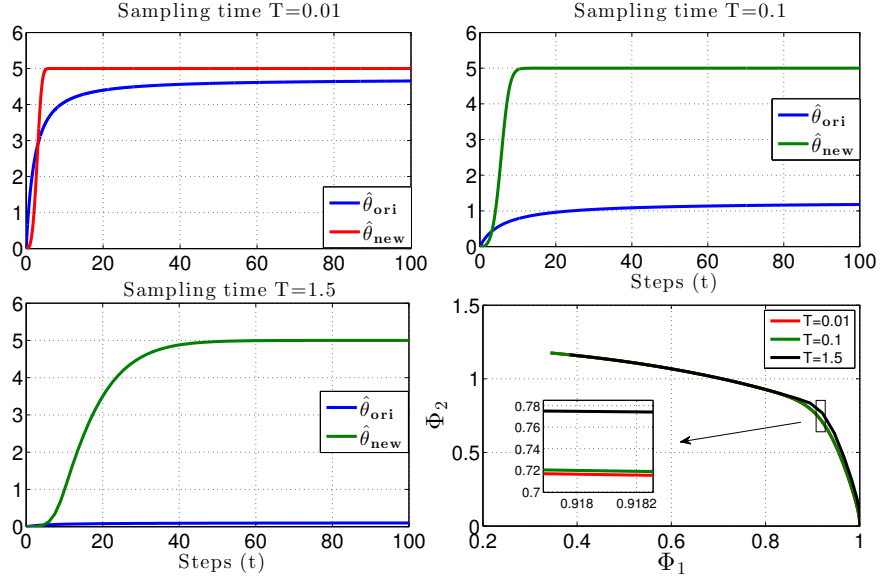 Sampling time T=0.01
6
5
4
3
2
1
0
0 20 40 60 80 100
θ̂ori
θ̂new
Sampling time T=0.1
6
5
4
3
2
1
0
0 20 40 60 80 100
Steps (t)
θ̂ori
θ̂new
Sampling time T=1.5
6
5
4
3
2
1
0
0 20 40 60 80 100
Steps (t)
θ̂ori
θ̂new
1.5
1
0.5
0
0.2 0.4 0.6 0.8 1
Φ2
Φ1
T=0.01
T=0.1
T=1.5
0.78
0.76
0.74
0.72
0.7
0.918 0.9182